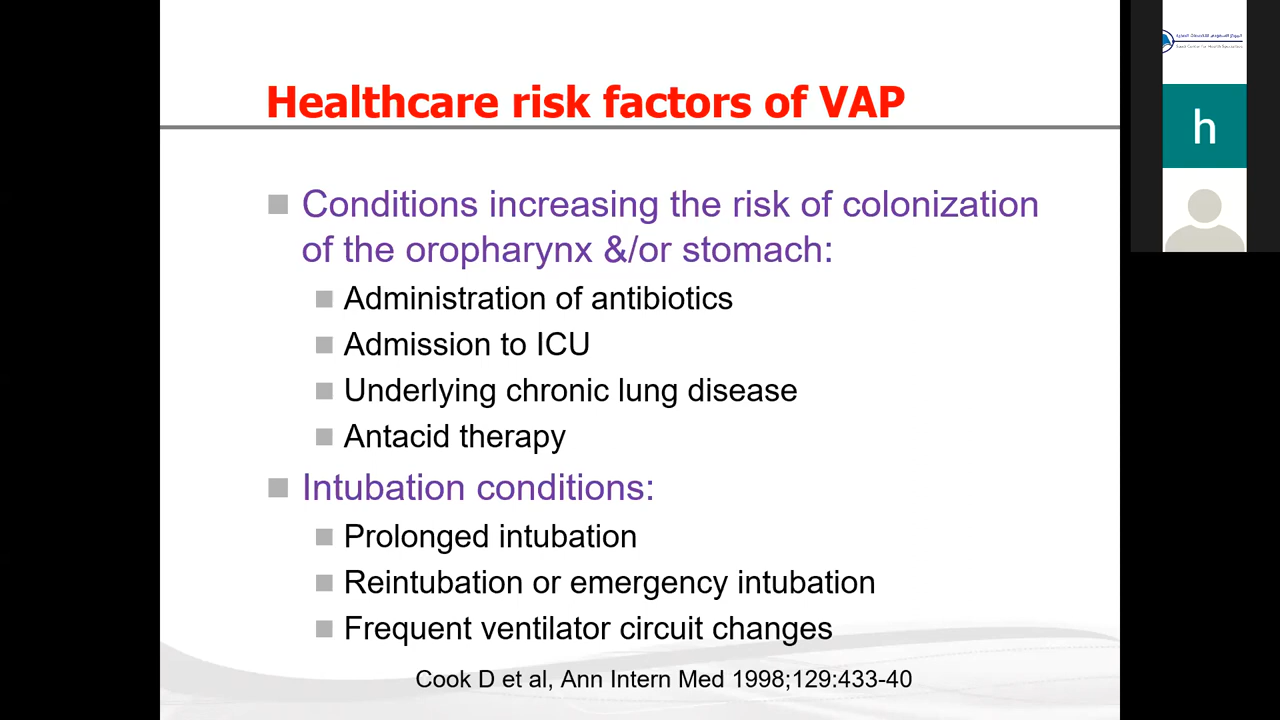 Healthcare risk factors of VAP
Conditions increasing the risk of colonization
of the oropharynx &/or stomach:
Administration of antibiotics
Admission to ICU
Underlying chronic lung disease
Antacid therapy
Intubation conditions:
Prolonged intubation
Reintubation or emergency intubation
Frequent ventilator circuit changes
Cook D et al, Ann Intern Med 1998;129:433-40
h